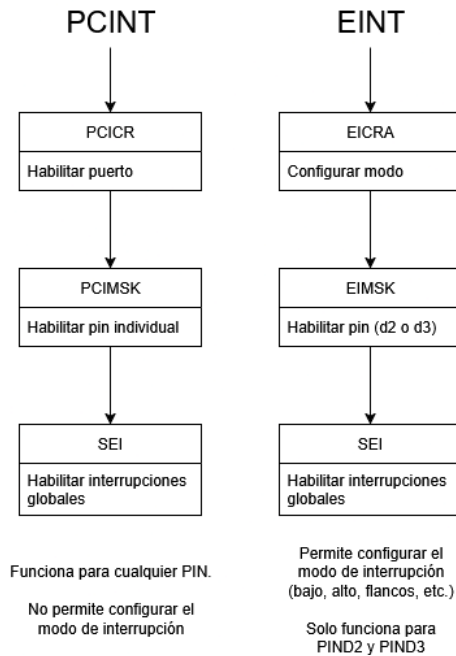 PCINT
PCICR
Habilitar puerto
PCIMSK
Habilitar pin individual
SEI
Habilitar interrupciones
globales
Funciona para cualquier PIN.
No permite configurar el
modo de interrupción
EINT
EICRA
Configurar modo
EIMSK
Habilitar pin (d2 o d3)
SEI
Habilitar interrupciones
globales
Permite configurar el
modo de interrupción
(bajo, alto, flancos, etc.)
Solo funciona para
PIND2 y PIND3